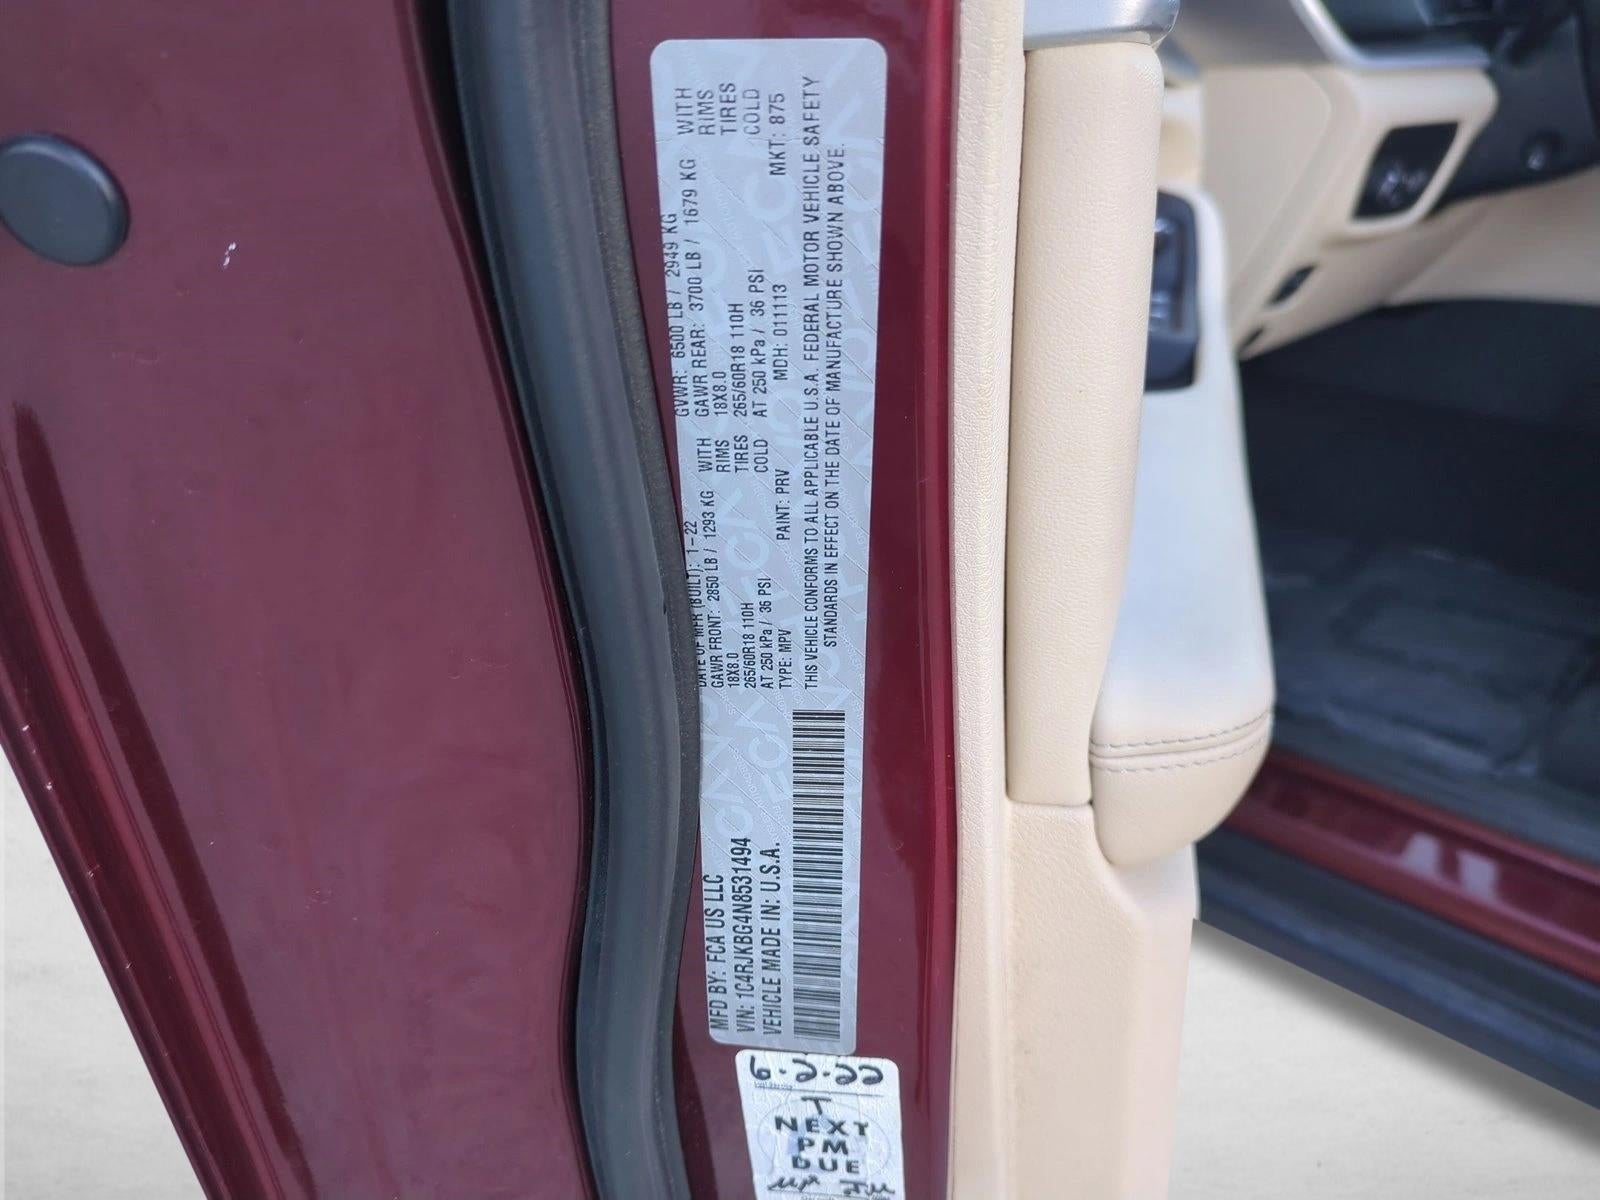 MFD BY: FCA US LLC
DATE OF MFR (BUILT): 1-22
GVWR: 6500 LB / 2949 KG
GAWR FRONT: 2850 LB / 1293 KG WITH
18X8.0 RIMS
265/60R18 110H TIRES
AT 250 kPa / 36 PSI COLD
GAWR REAR: 3700 LB / 1679 KG WITH
18X8.0 RIMS
265/60R18 110H TIRES
AT 250 kPa / 36 PSI COLD
VIN: 1C4RJKBG4N8531494
TYPE: MPV PAINT: PRV MDH: 011113 MKT: 875
VEHICLE MADE IN: U.S.A.
THIS VEHICLE CONFORMS TO ALL APPLICABLE U.S.A. FEDERAL MOTOR VEHICLE SAFETY
STANDARDS IN EFFECT ON THE DATE OF MANUFACTURE SHOWN ABOVE.
6-2-22
NEXT
PM
DUE